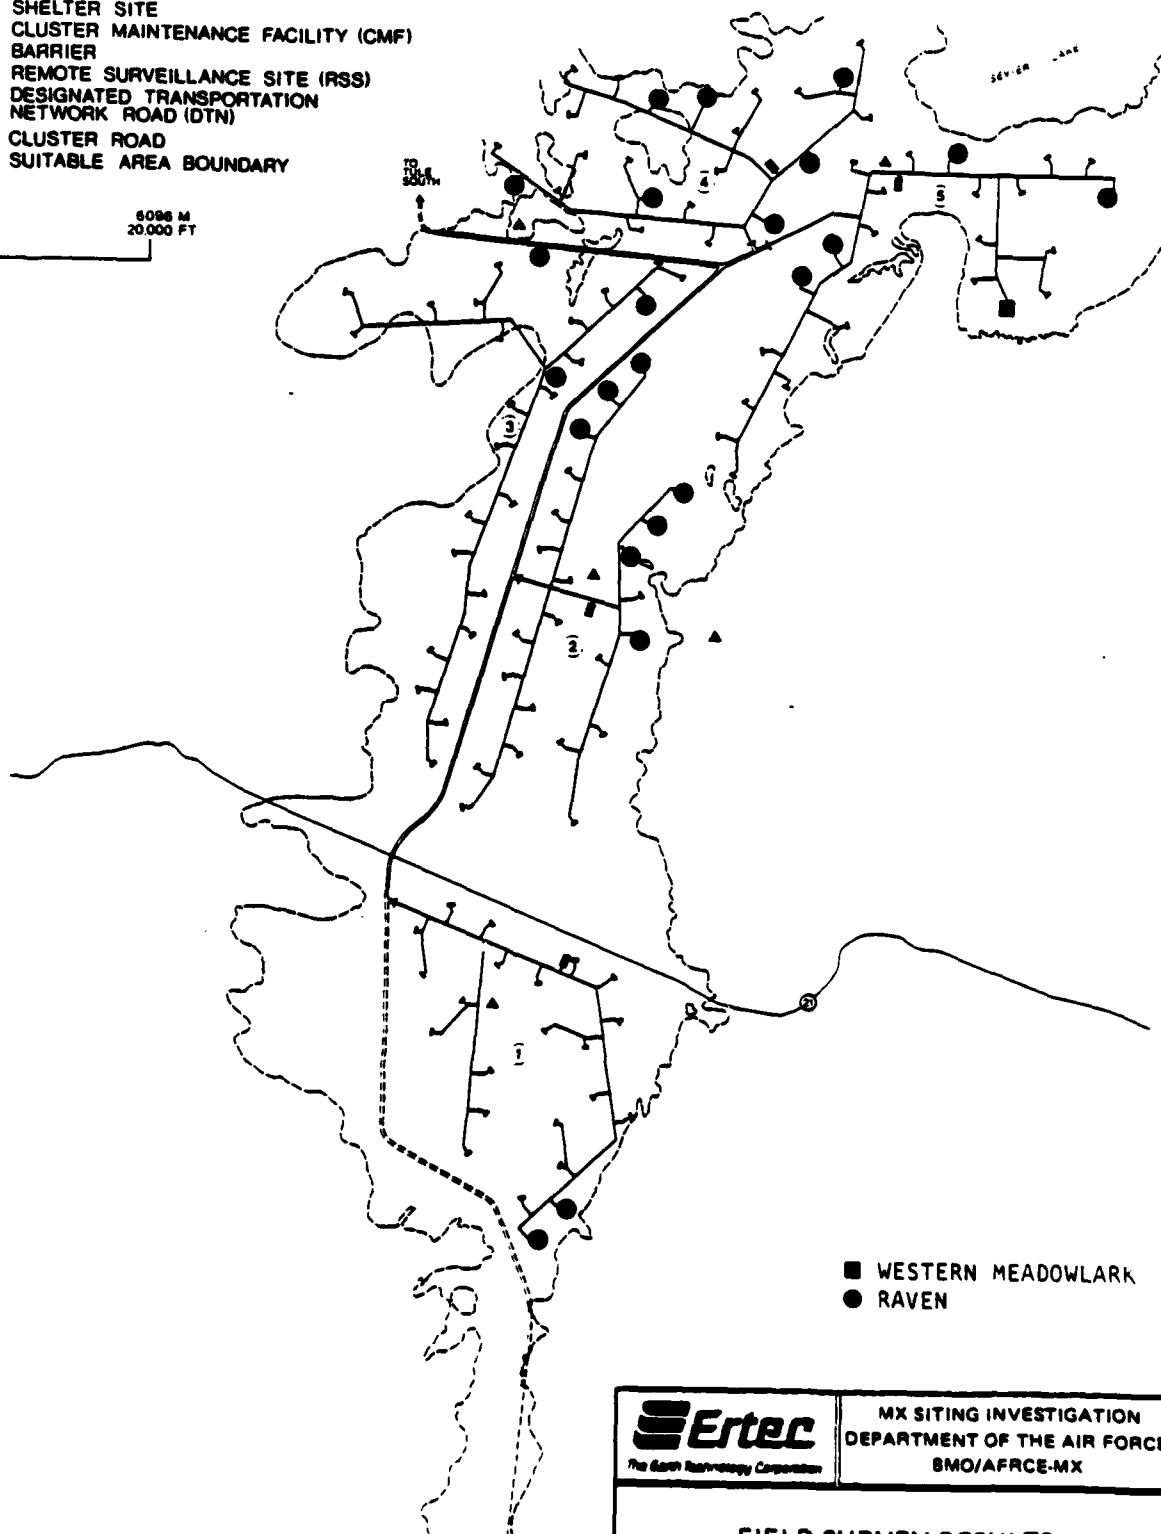 SHELTER SITE
CLUSTER MAINTENANCE FACILITY (CMF)
BARRIER
REMOTE SURVEILLANCE SITE (RSS)
DESIGNATED TRANSPORTATION
NETWORK ROAD (DTN)
CLUSTER ROAD
SUITABLE AREA BOUNDARY
6096 M
20,000 FT
TO
TULE
SOUTH
SEVIER LAKE
4
5
3
2
21
1
WESTERN MEADOWLARK
RAVEN
Ertec
The Earth Technology Corporation
MX SITING INVESTIGATION
DEPARTMENT OF THE AIR FORCE
BMO/AFRCE-MX